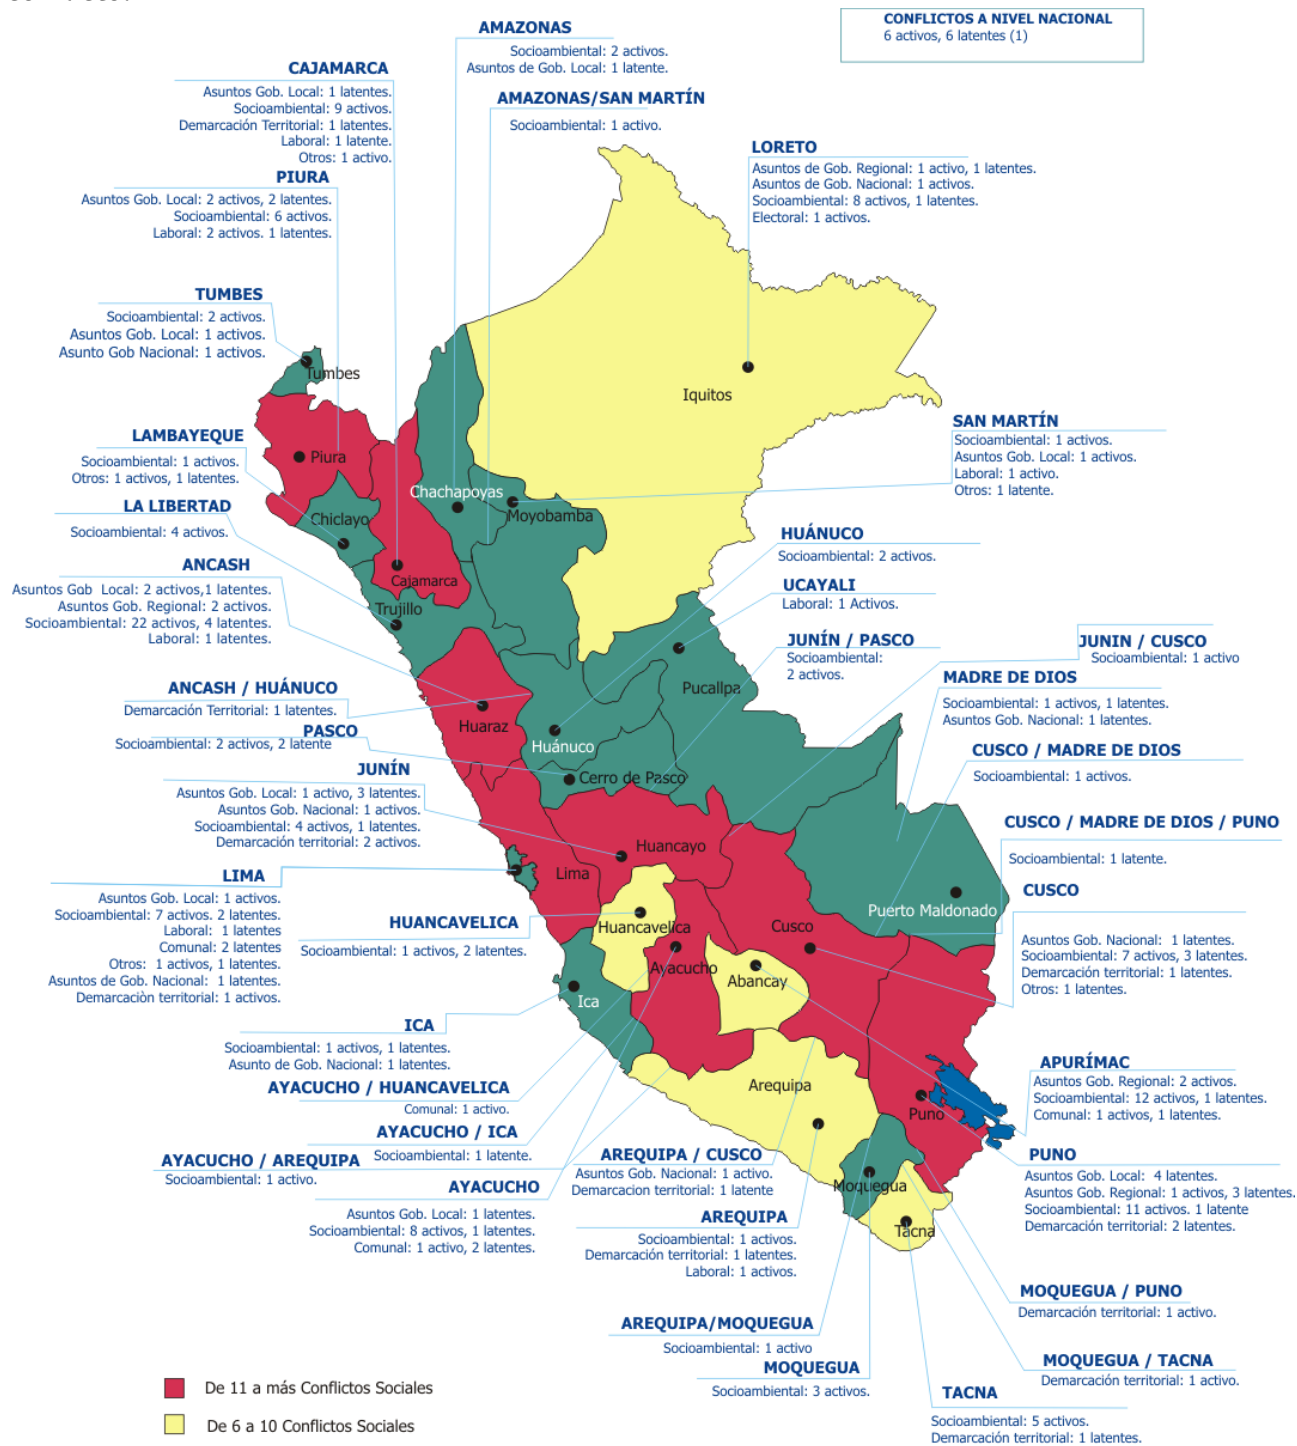 CONFLICTOS A NIVEL NACIONAL
6 activos, 6 latentes (1)
AMAZONAS
Socioambiental: 2 activos.
Asuntos de Gob. Local: 1 latente.
CAJAMARCA
Asuntos Gob. Local: 1 latentes.
Socioambiental: 9 activos.
Demarcación Territorial: 1 latentes.
Laboral: 1 latente.
Otros: 1 activo.
AMAZONAS/SAN MARTÍN
Socioambiental: 1 activo.
LORETO
Asuntos de Gob. Regional: 1 activo, 1 latentes.
Asuntos de Gob. Nacional: 1 activos.
Socioambiental: 8 activos, 1 latentes.
Electoral: 1 activos.
PIURA
Asuntos Gob. Local: 2 activos, 2 latentes.
Socioambiental: 6 activos.
Laboral: 2 activos. 1 latentes.
TUMBES
Socioambiental: 2 activos.
Asuntos Gob. Local: 1 activos.
Asunto Gob Nacional: 1 activos.
Tumbes
Iquitos
LAMBAYEQUE
Socioambiental: 1 activos.
Otros: 1 activos, 1 latentes.
SAN MARTÍN
Socioambiental: 1 activos.
Asuntos Gob. Local: 1 activos.
Laboral: 1 activo.
Otros: 1 latente.
Piura
Chachapoyas
Moyobamba
Chiclayo
LA LIBERTAD
Socioambiental: 4 activos.
HUÁNUCO
Socioambiental: 2 activos.
ANCASH
Asuntos Gob Local: 2 activos,1 latentes.
Asuntos Gob. Regional: 2 activos.
Socioambiental: 22 activos, 4 latentes.
Laboral: 1 latentes.
Cajamarca
Trujillo
UCAYALI
Laboral: 1 Activos.
JUNÍN / PASCO
Socioambiental:
2 activos.
JUNIN / CUSCO
Socioambiental: 1 activo
ANCASH / HUÁNUCO
Demarcación Territorial: 1 latentes.
Pucallpa
MADRE DE DIOS
Socioambiental: 1 activos, 1 latentes.
Asuntos Gob. Nacional: 1 latentes.
Huaraz
PASCO
Socioambiental: 2 activos, 2 latente
Huánuco
CUSCO / MADRE DE DIOS
Socioambiental: 1 activos.
JUNÍN
Asuntos Gob. Local: 1 activo, 3 latentes.
Asuntos Gob. Nacional: 1 activos.
Socioambiental: 4 activos, 1 latentes.
Demarcación territorial: 2 activos.
Cerro de Pasco
CUSCO / MADRE DE DIOS / PUNO
Socioambiental: 1 latente.
Huancayo
Lima
LIMA
Asuntos Gob. Local: 1 activos.
Socioambiental: 7 activos. 2 latentes.
Laboral: 1 latentes
Comunal: 2 latentes
Otros: 1 activos, 1 latentes.
Asuntos de Gob. Nacional: 1 latentes.
Demarcaciòn territorial: 1 activos.
CUSCO
Asuntos Gob. Nacional: 1 latentes.
Socioambiental: 7 activos, 3 latentes.
Demarcación territorial: 1 latentes.
Otros: 1 latentes.
Puerto Maldonado
HUANCAVELICA
Socioambiental: 1 activos, 2 latentes.
Huancavelica
Cusco
Ayacucho
Abancay
Ica
ICA
Socioambiental: 1 activos, 1 latentes.
Asunto de Gob. Nacional: 1 latentes.
APURÍMAC
Asuntos Gob. Regional: 2 activos.
Socioambiental: 12 activos, 1 latentes.
Comunal: 1 activos, 1 latentes.
AYACUCHO / HUANCAVELICA
Comunal: 1 activo.
Arequipa
Puno
AYACUCHO / ICA
Socioambiental: 1 latente.
AYACUCHO / AREQUIPA
Socioambiental: 1 activo.
AREQUIPA / CUSCO
Asuntos Gob. Nacional: 1 activo.
Demarcacion territorial: 1 latente
PUNO
Asuntos Gob. Local: 4 latentes.
Asuntos Gob. Regional: 1 activos, 3 latentes.
Socioambiental: 11 activos. 1 latente
Demarcación territorial: 2 latentes.
AYACUCHO
Asuntos Gob. Local: 1 latentes.
Socioambiental: 8 activos, 1 latentes.
Comunal: 1 activo, 2 latentes.
Moquegua
AREQUIPA
Socioambiental: 1 activos.
Demarcación territorial: 1 latentes.
Laboral: 1 activos.
Tacna
MOQUEGUA / PUNO
Demarcación territorial: 1 activo.
AREQUIPA/MOQUEGUA
Socioambiental: 1 activo
MOQUEGUA
Socioambiental: 3 activos.
MOQUEGUA / TACNA
Demarcación territorial: 1 activo.
TACNA
Socioambiental: 5 activos.
Demarcación territorial: 1 latentes.
De 11 a más Conflictos Sociales
De 6 a 10 Conflictos Sociales